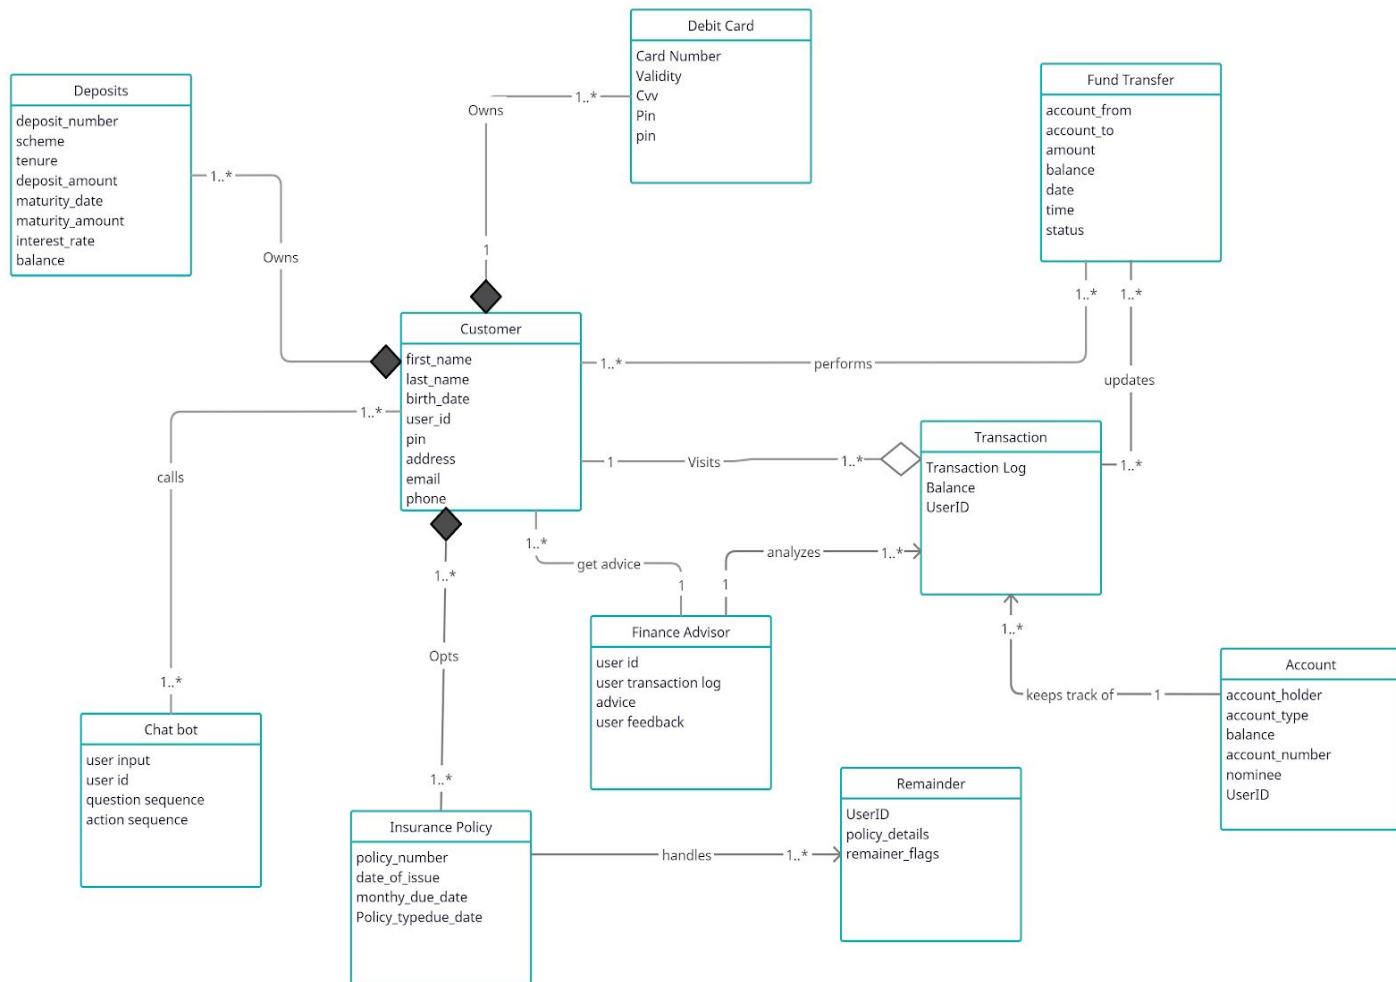 Debit Card
Card Number
Validity
Cvv
Pin
pin
Deposits
deposit_number
scheme
tenure
deposit_amount
maturity_date
maturity_amount
interest_rate
balance
Fund Transfer
account_from
account_to
amount
balance
date
time
status
1..*
Owns
1
1..*
Owns
Customer
first_name
last_name
birth_date
user_id
pin
address
email
phone
1..*
performs
1..*
1..*
updates
1..*
1
Visits
1..*
Transaction
Transaction Log
Balance
UserID
1..*
calls
1..*
1..*
get advice
1
1
analyzes
1..*
1..*
Opts
1..*
Finance Advisor
user id
user transaction log
advice
user feedback
1..*
keeps track of
1
Account
account_holder
account_type
balance
account_number
nominee
UserID
Chat bot
user input
user id
question sequence
action sequence
Insurance Policy
policy_number
date_of_issue
monthy_due_date
Policy_typedue_date
handles
1..*
Remainder
UserID
policy_details
remainer_flags